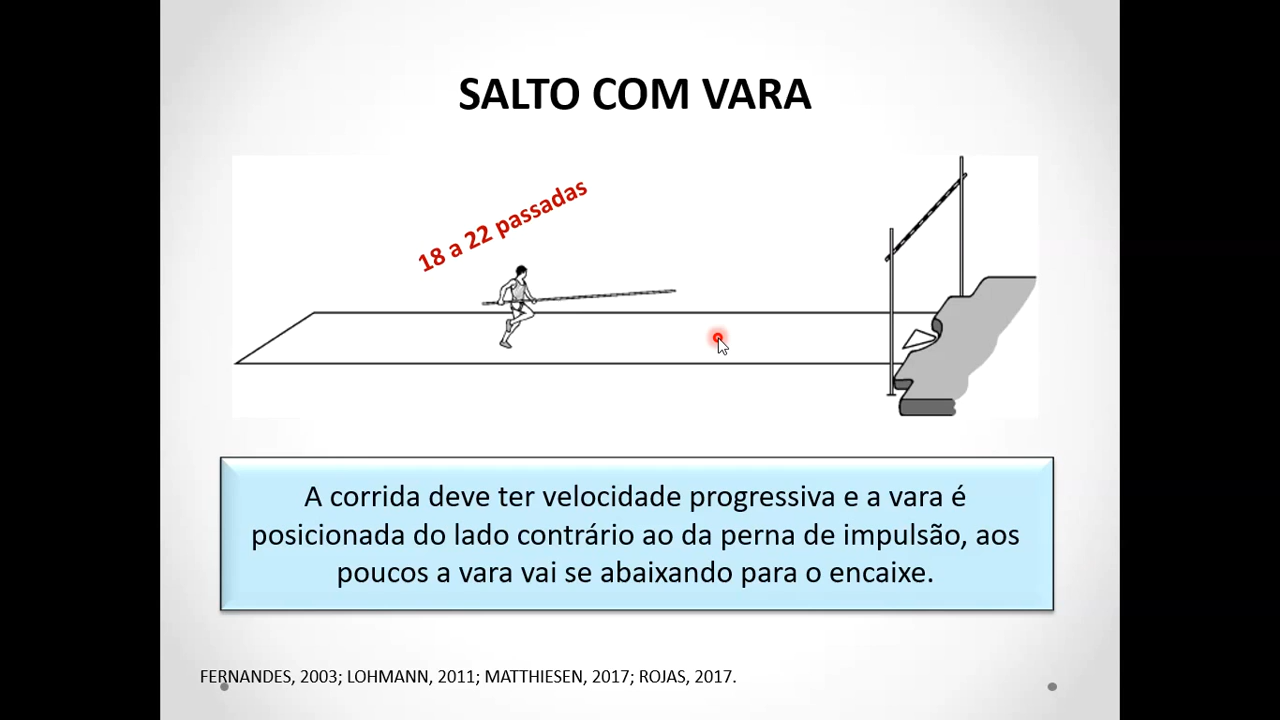 SALTO COM VARA
18 a 22 passadas
A corrida deve ter velocidade progressiva e a vara é
posicionada do lado contrário ao da perna de impulsão, aos
poucos a vara vai se abaixando para o encaixe.
FERNANDES, 2003; LOHMANN, 2011; MATTHIESEN, 2017; ROJAS, 2017.